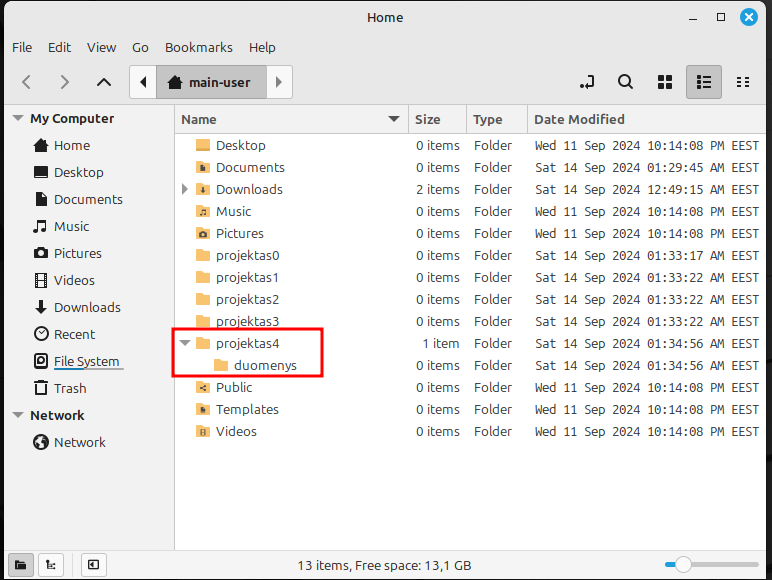 Home
File Edit View Go Bookmarks Help
main-user
My Computer
Home
Desktop
Documents
Music
Pictures
Videos
Downloads
Recent
File System
Trash
Network
Network
Name Size Type Date Modified
Desktop 0 items Folder Wed 11 Sep 2024 10:14:08 PM EEST
Documents 0 items Folder Sat 14 Sep 2024 01:29:45 AM EEST
Downloads 2 items Folder Sat 14 Sep 2024 12:49:15 AM EEST
Music 0 items Folder Wed 11 Sep 2024 10:14:08 PM EEST
Pictures 0 items Folder Wed 11 Sep 2024 10:14:08 PM EEST
projektas0 0 items Folder Sat 14 Sep 2024 01:33:17 AM EEST
projektas1 0 items Folder Sat 14 Sep 2024 01:33:22 AM EEST
projektas2 0 items Folder Sat 14 Sep 2024 01:33:22 AM EEST
projektas3 0 items Folder Sat 14 Sep 2024 01:33:22 AM EEST
projektas4 1 item Folder Sat 14 Sep 2024 01:34:56 AM EEST
duomenys 0 items Folder Sat 14 Sep 2024 01:34:56 AM EEST
Public 0 items Folder Wed 11 Sep 2024 10:14:08 PM EEST
Templates 0 items Folder Wed 11 Sep 2024 10:14:08 PM EEST
Videos 0 items Folder Wed 11 Sep 2024 10:14:08 PM EEST
13 items, Free space: 13,1 GB